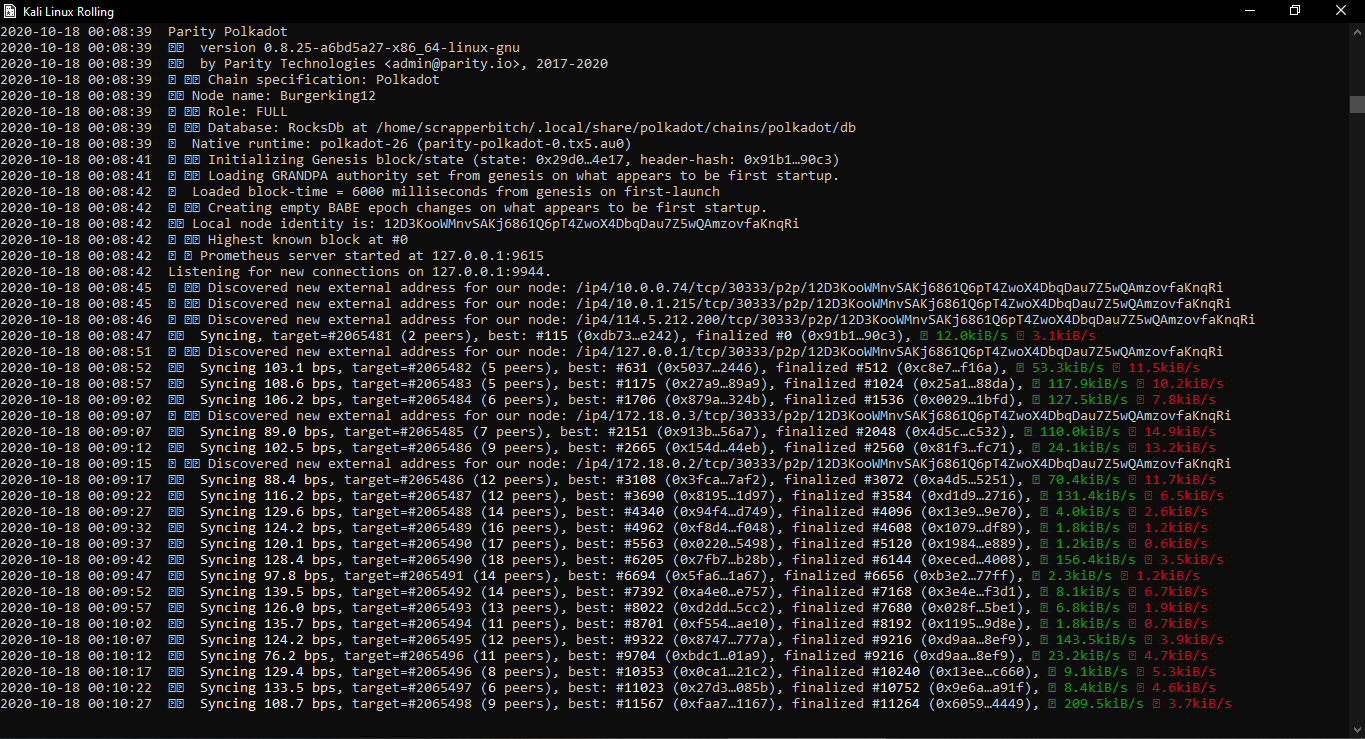 Kali Linux Rolling
2020-10-18 00:08:39 Parity Polkadot
2020-10-18 00:08:39 version 0.8.25-a6bd5a27-x86_64-linux-gnu
2020-10-18 00:08:39 by Parity Technologies <admin@parity.io>, 2017-2020
2020-10-18 00:08:39 Chain specification: Polkadot
2020-10-18 00:08:39 Node name: Burgerking12
2020-10-18 00:08:39 Role: FULL
2020-10-18 00:08:39 Database: RocksDb at /home/scrapperbitch/.local/share/polkadot/chains/polkadot/db
2020-10-18 00:08:39 Native runtime: polkadot-26 (parity-polkadot-0.tx5.au0)
2020-10-18 00:08:41 Initializing Genesis block/state (state: 0x29d0…4e17, header-hash: 0x91b1…90c3)
2020-10-18 00:08:41 Loading GRANDPA authority set from genesis on what appears to be first startup.
2020-10-18 00:08:42 Loaded block-time = 6000 milliseconds from genesis on first-launch
2020-10-18 00:08:42 Creating empty BABE epoch changes on what appears to be first startup.
2020-10-18 00:08:42 Local node identity is: 12D3KooWMnvSAKj6861Q6pT4ZwoX4DbqDau7Z5wQAmzovfaKnqRi
2020-10-18 00:08:42 Highest known block at #0
2020-10-18 00:08:42 Prometheus server started at 127.0.0.1:9615
2020-10-18 00:08:42 Listening for new connections on 127.0.0.1:9944.
2020-10-18 00:08:45 Discovered new external address for our node: /ip4/10.0.0.74/tcp/30333/p2p/12D3KooWMnvSAKj6861Q6pT4ZwoX4DbqDau7Z5wQAmzovfaKnqRi
2020-10-18 00:08:45 Discovered new external address for our node: /ip4/10.0.1.215/tcp/30333/p2p/12D3KooWMnvSAKj6861Q6pT4ZwoX4DbqDau7Z5wQAmzovfaKnqRi
2020-10-18 00:08:46 Discovered new external address for our node: /ip4/114.5.212.200/tcp/30333/p2p/12D3KooWMnvSAKj6861Q6pT4ZwoX4DbqDau7Z5wQAmzovfaKnqRi
2020-10-18 00:08:47 Syncing, target=#2065481 (2 peers), best: #115 (0xdb73…e242), finalized #0 (0x91b1…90c3), 12.0kiB/s 3.1kiB/s
2020-10-18 00:08:51 Discovered new external address for our node: /ip4/127.0.0.1/tcp/30333/p2p/12D3KooWMnvSAKj6861Q6pT4ZwoX4DbqDau7Z5wQAmzovfaKnqRi
2020-10-18 00:08:52 Syncing 103.1 bps, target=#2065482 (5 peers), best: #631 (0x5037…2446), finalized #512 (0xc8e7…f16a), 53.3kiB/s 11.5kiB/s
2020-10-18 00:08:57 Syncing 108.6 bps, target=#2065483 (5 peers), best: #1175 (0x27a9…89a9), finalized #1024 (0x25a1…88da), 117.9kiB/s 10.2kiB/s
2020-10-18 00:09:02 Syncing 106.2 bps, target=#2065484 (6 peers), best: #1706 (0x879a…324b), finalized #1536 (0x0029…1bfd), 127.5kiB/s 7.8kiB/s
2020-10-18 00:09:07 Discovered new external address for our node: /ip4/172.18.0.3/tcp/30333/p2p/12D3KooWMnvSAKj6861Q6pT4ZwoX4DbqDau7Z5wQAmzovfaKnqRi
2020-10-18 00:09:07 Syncing 89.0 bps, target=#2065485 (7 peers), best: #2151 (0x913b…56a7), finalized #2048 (0x4d5c…c532), 110.0kiB/s 14.9kiB/s
2020-10-18 00:09:12 Syncing 102.5 bps, target=#2065486 (9 peers), best: #2665 (0x154d…44eb), finalized #2560 (0x81f3…fc71), 24.1kiB/s 13.2kiB/s
2020-10-18 00:09:15 Discovered new external address for our node: /ip4/172.18.0.2/tcp/30333/p2p/12D3KooWMnvSAKj6861Q6pT4ZwoX4DbqDau7Z5wQAmzovfaKnqRi
2020-10-18 00:09:17 Syncing 88.4 bps, target=#2065486 (12 peers), best: #3108 (0x3fca…7af2), finalized #3072 (0xa4d5…5251), 70.4kiB/s 11.7kiB/s
2020-10-18 00:09:22 Syncing 116.2 bps, target=#2065487 (12 peers), best: #3690 (0x8195…1d97), finalized #3584 (0xd1d9…2716), 131.4kiB/s 6.5kiB/s
2020-10-18 00:09:27 Syncing 129.6 bps, target=#2065488 (14 peers), best: #4340 (0x94f4…d749), finalized #4096 (0x13e9…9e70), 4.0kiB/s 2.6kiB/s
2020-10-18 00:09:32 Syncing 124.2 bps, target=#2065489 (16 peers), best: #4962 (0xf8d4…f048), finalized #4608 (0x1079…df89), 1.8kiB/s 1.2kiB/s
2020-10-18 00:09:37 Syncing 120.1 bps, target=#2065490 (17 peers), best: #5563 (0x0220…5498), finalized #5120 (0x1984…e889), 1.2kiB/s 0.6kiB/s
2020-10-18 00:09:42 Syncing 128.4 bps, target=#2065490 (18 peers), best: #6205 (0x7fb7…b28b), finalized #6144 (0xeced…4008), 156.4kiB/s 3.5kiB/s
2020-10-18 00:09:47 Syncing 97.8 bps, target=#2065491 (14 peers), best: #6694 (0x5fa6…1a67), finalized #6656 (0xb3e2…77ff), 2.3kiB/s 1.2kiB/s
2020-10-18 00:09:52 Syncing 139.5 bps, target=#2065492 (14 peers), best: #7392 (0xa4e0…e757), finalized #7168 (0x3e4e…f3d1), 8.1kiB/s 6.7kiB/s
2020-10-18 00:09:57 Syncing 126.0 bps, target=#2065493 (13 peers), best: #8022 (0xd2dd…5cc2), finalized #7680 (0x028f…5be1), 6.8kiB/s 1.9kiB/s
2020-10-18 00:10:02 Syncing 135.7 bps, target=#2065494 (11 peers), best: #8701 (0xf554…ae10), finalized #8192 (0x1195…9d8e), 1.8kiB/s 0.7kiB/s
2020-10-18 00:10:07 Syncing 124.2 bps, target=#2065495 (12 peers), best: #9322 (0x8747…777a), finalized #9216 (0xd9aa…8ef9), 143.5kiB/s 3.9kiB/s
2020-10-18 00:10:12 Syncing 76.2 bps, target=#2065496 (11 peers), best: #9704 (0xbdc1…01a9), finalized #9216 (0xd9aa…8ef9), 23.2kiB/s 4.7kiB/s
2020-10-18 00:10:17 Syncing 129.4 bps, target=#2065496 (8 peers), best: #10353 (0x0ca1…21c2), finalized #10240 (0x13ee…c660), 9.1kiB/s 5.3kiB/s
2020-10-18 00:10:22 Syncing 133.5 bps, target=#2065497 (6 peers), best: #11023 (0x27d3…085b), finalized #10752 (0x9e6a…a91f), 8.4kiB/s 4.6kiB/s
2020-10-18 00:10:27 Syncing 108.7 bps, target=#2065498 (9 peers), best: #11567 (0xfaa7…1167), finalized #11264 (0x6059…4449), 209.5kiB/s 3.7kiB/s